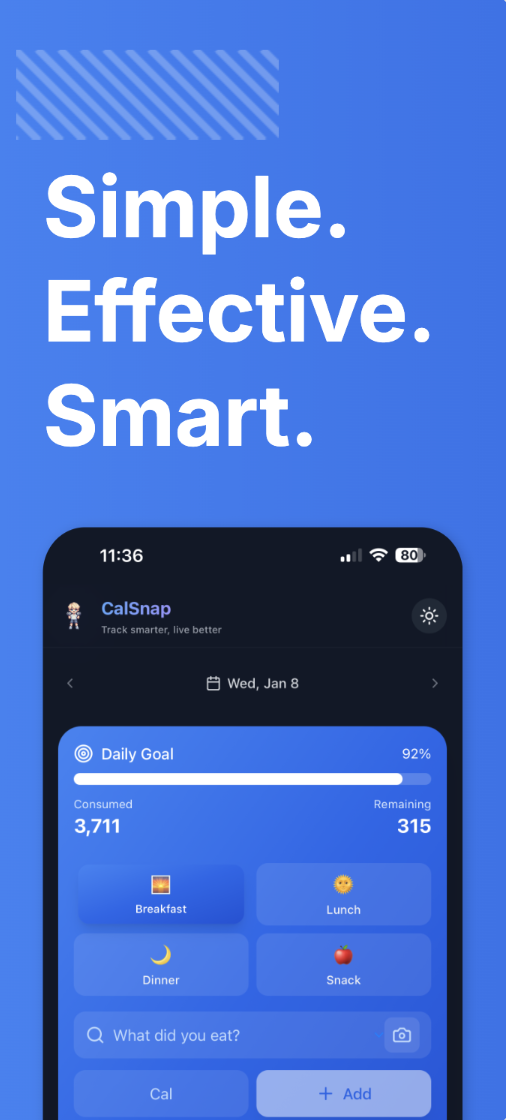 Simple.
Effective.
Smart.
11:36
80
CalSnap
Track smarter, live better
Wed, Jan 8
Daily Goal
92%
Consumed
Remaining
3,711
315
Breakfast
Lunch
Dinner
Snack
What did you eat?
Cal
+ Add